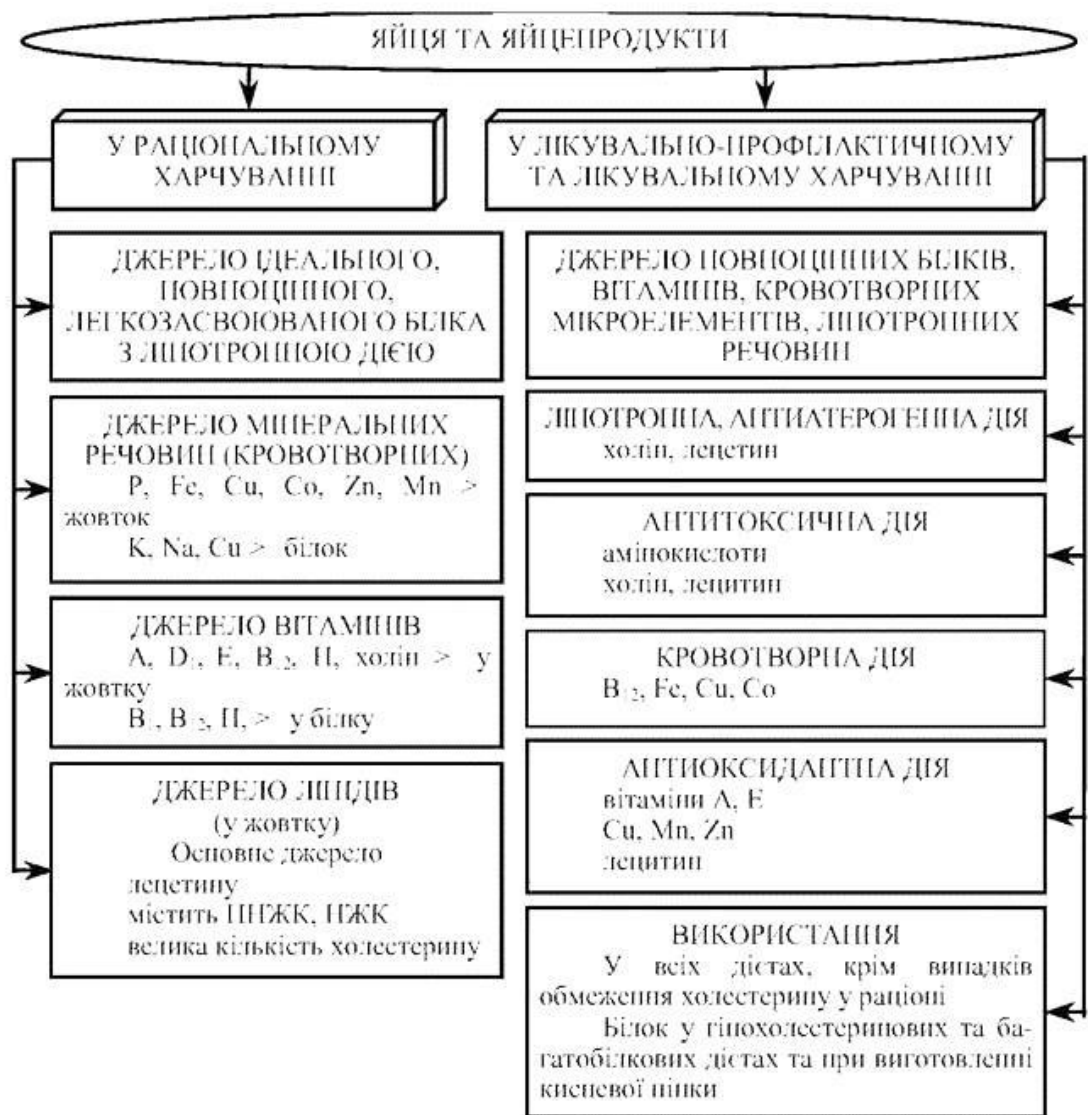 ЯЙЦЯ ТА ЯЙЦЕПРОДУКТИ
У РАЦІОНАЛЬНОМУ
ХАРЧУВАННІ
ДЖЕРЕЛО ІДЕАЛЬНОГО,
ПОВНОЦІННОГО,
ЛЕГКОЗАСВОЮВАНОГО БІЛКА
З ЛІПОТРОПНОЮ ДІЄЮ
ДЖЕРЕЛО МІНЕРАЛЬНИХ
РЕЧОВИН (КРОВОТВОРНИХ)
P, Fe, Cu, Co, Zn, Mn >
жовток
K, Na, Cu > білок
ДЖЕРЕЛО ВІТАМІНІВ
A, D, E, B₁₂, H, холін > у
жовтку
B, B, H, > у білку
ДЖЕРЕЛО ЛІПІДІВ
(у жовтку)
Основне джерело
лецетину
містить ПНЖК, НЖК
велика кількість холестерину
У ЛІКУВАЛЬНО-ПРОФІЛАКТИЧНОМУ
ТА ЛІКУВАЛЬНОМУ ХАРЧУВАННІ
ДЖЕРЕЛО ПОВНОЦІННИХ БІЛКІВ,
ВІТАМІНІВ, КРОВОТВОРНИХ
МІКРОЕЛЕМЕНТІВ, ЛІПОТРОПНИХ
РЕЧОВИН
ЛІПОТРОПНА, АНТИАТЕРОГЕННА ДІЯ
холін, лецетин
АНТИТОКСИЧНА ДІЯ
амінокислоти
холін, лецитин
КРОВОТВОРНА ДІЯ
B₁₂, Fe, Cu, Co
АНТИОКСИДАНТНА ДІЯ
вітаміни А, Е
Cu, Mn, Zn
лецитин
ВИКОРИСТАННЯ
У всіх дієтах, крім випадків
обмеження холестерину у раціоні
Білок у гіпохолестеринових та ба-
гатобілкових дієтах та при виготовленні
кисневої пінки